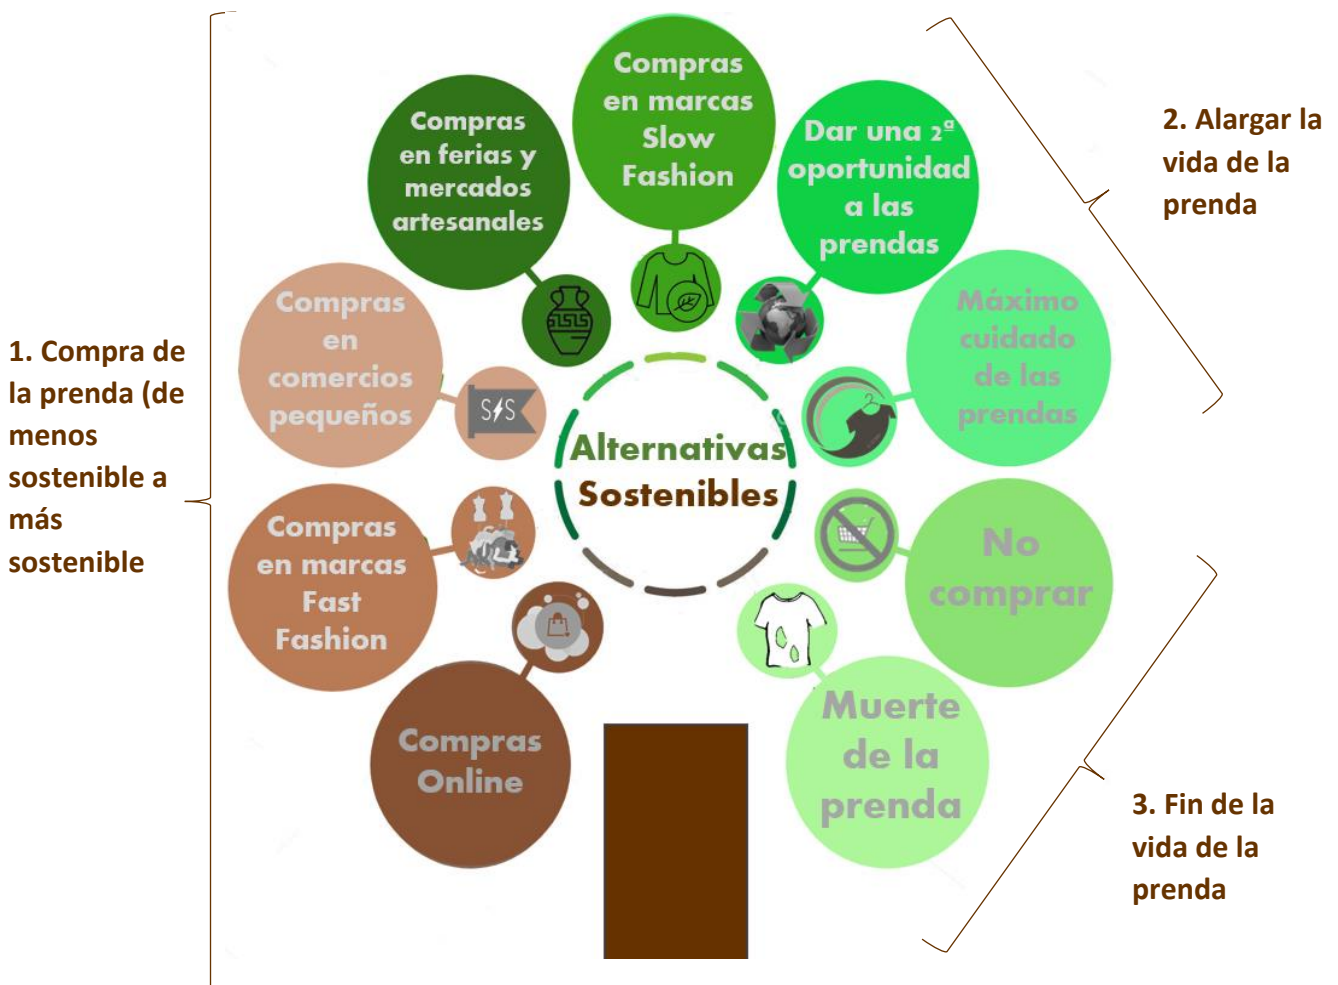 1. Compra de
la prenda (de
menos
sostenible a
más
sostenible
Compras
Online
Compras
en marcas
Fast
Fashion
Compras
en
comercios
pequeños
S/S
Compras
en ferias y
mercados
artesanales
Compras
en marcas
Slow
Fashion
Dar una 2ª
oportunidad
a las
prendas
Máximo
cuidado
de las
prendas
No
comprar
Muerte
de la
prenda
Alternativas
Sostenibles
2. Alargar la
vida de la
prenda
3. Fin de la
vida de la
prenda